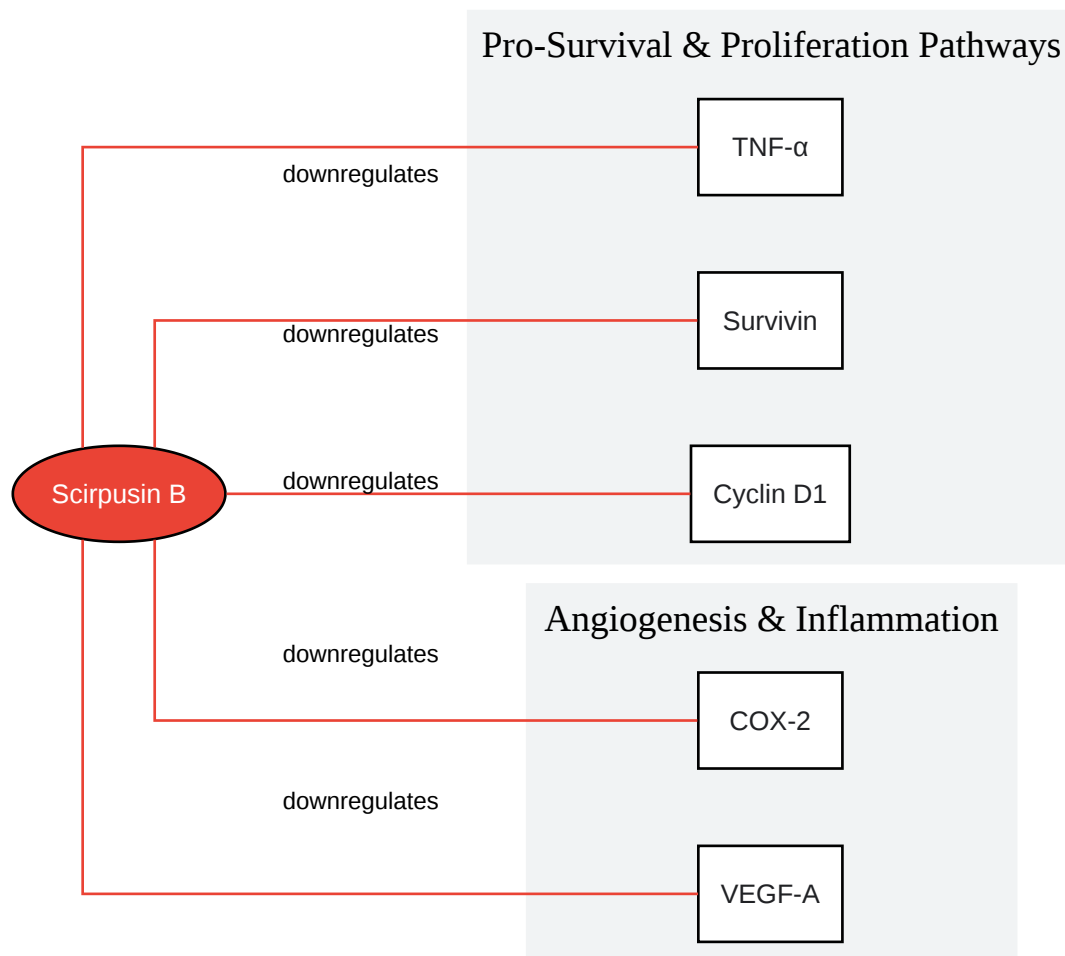 Pro-Survival & Proliferation Pathways
TNF-α
downregulates
Survivin
downregulates
Scirpusin B
downregulates
Cyclin D1
Angiogenesis & Inflammation
downregulates
COX-2
downregulates
VEGF-A